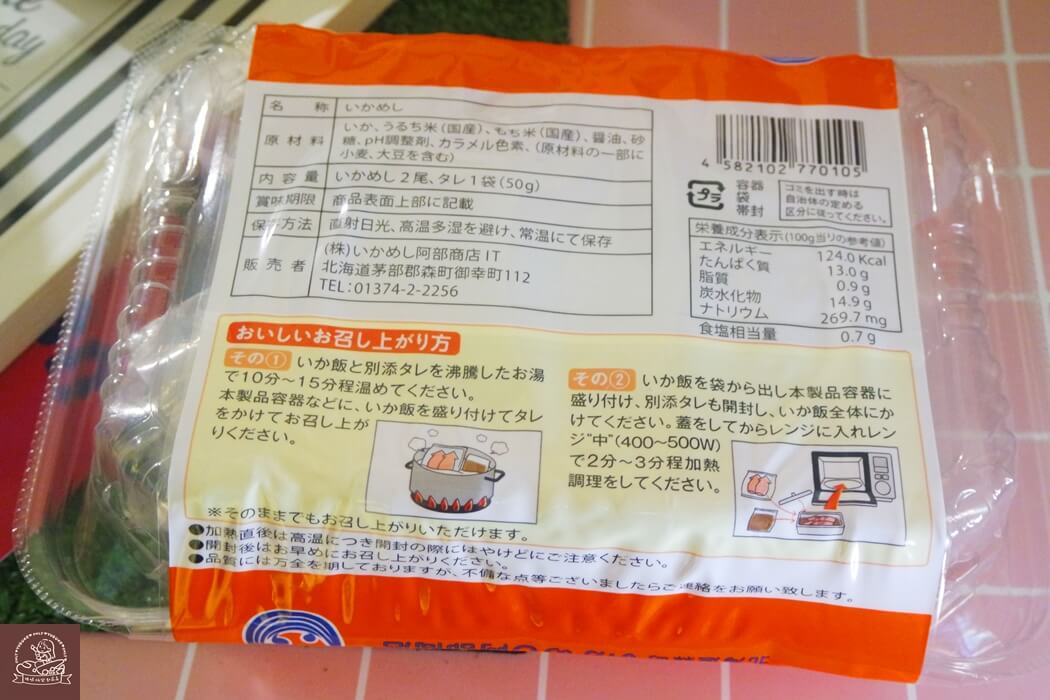 day
名称 いかめし
原材料 いか、うるち米(国産)、もち米(国産)、醤油、砂
糖、pH調整剤、カラメル色素、(原材料の一部に
小麦、大豆を含む)
内容量 いかめし2尾、タレ1袋(50g)
賞味期限 商品表面上部に記載
保存方法 直射日光、高温多湿を避け、常温にて保存
販売者 (株)いかめし阿部商店 IT
北海道茅部郡森町御幸町112
TEL:01374-2-2256
4 582102 770105
プラ
容器
袋
帯封
ゴミを出す時は
自治体の定める
区分に従ってください。
栄養成分表示(100g当りの参考値)
エネルギー 124.0 Kcal
たんぱく質 13.0 g
脂質 0.9 g
炭水化物 14.9 g
ナトリウム 269.7 mg
食塩相当量 0.7 g
おいしいお召し上がり方
その① いか飯と別添タレを沸騰したお湯
で10分～15分程温めてください。
本製品容器などに、いか飯を盛り付けてタレ
をかけてお召し上が
りください。
その② いか飯を袋から出し本製品容器に
盛り付け、別添タレも開封し、いか飯全体にか
けてください。蓋をしてからレンジに入れレン
ジ"中"(400～500W)
で2分～3分程加熱
調理をしてください。
※そのままでもお召し上がりいただけます。
●加熱直後は高温につき開封の際にはやけどにご注意ください。
●開封後はお早めにお召し上がりください。
●品質には万全を期しておりますが、不備な点等ございましたらご連絡をお願い致します。